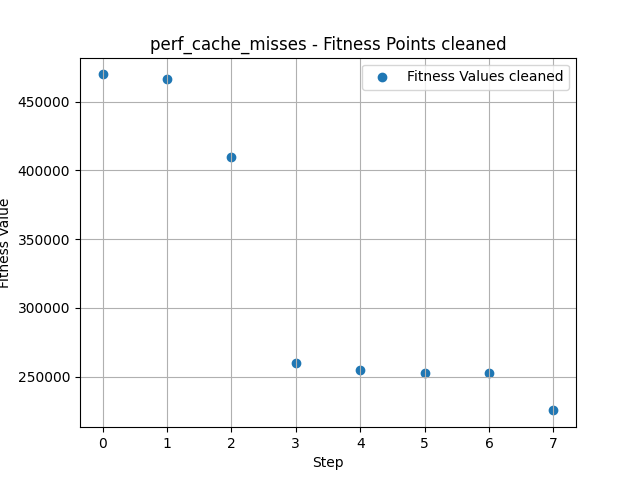 perf_cache_misses - Fitness Points cleaned
Fitness Values cleaned
450000
400000
350000
300000
250000
Fitness Value
0 1 2 3 4 5 6 7
Step